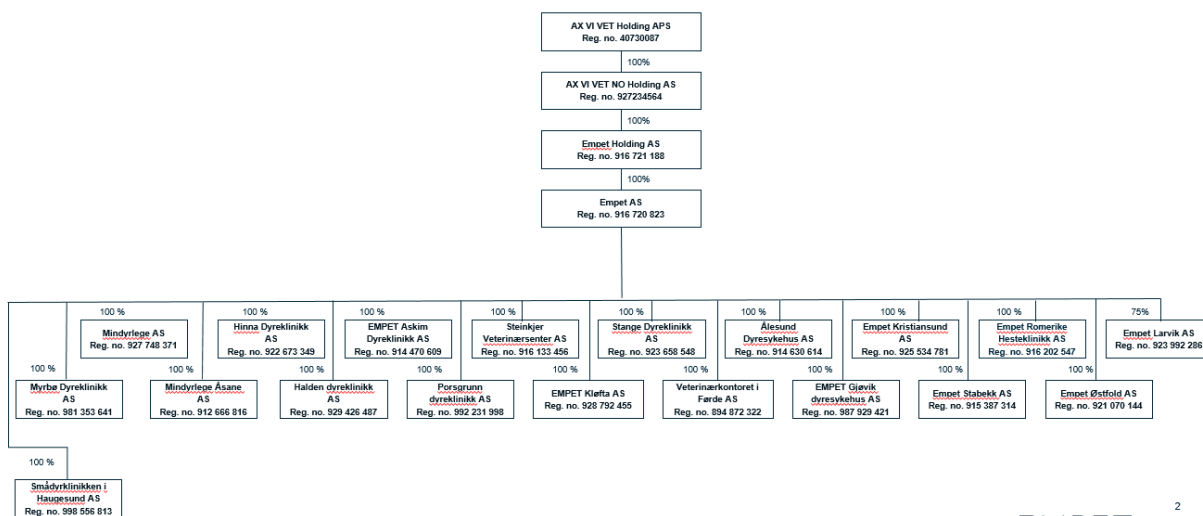 AX VI VET Holding APS
Reg. no. 40730087
100%
AX VI VET NO Holding AS
Reg. no. 927234564
100%
Empet Holding AS
Reg. no. 916 721 188
100%
Empet AS
Reg. no. 916 720 823
100 %
Mindyrlege AS
Reg. no. 927 748 371
100 %
Hinna Dyreklinikk
AS
Reg. no. 922 673 349
100 %
EMPET Askim
Dyreklinikk AS
Reg. no. 914 470 609
100 %
Steinkjer
Veterinærsenter AS
Reg. no. 916 133 456
100 %
Stange Dyreklinikk
AS
Reg. no. 923 658 548
100 %
Ålesund
Dyresykehus AS
Reg. no. 914 630 614
100 %
Empet Kristiansund
AS
Reg. no. 925 534 781
100 %
Empet Romerike
Hesteklinikk AS
Reg. no. 916 202 547
75%
Empet Larvik AS
Reg. no. 923 992 286
100 %
Myrbø Dyreklinikk
AS
Reg. no. 981 353 641
100 %
Mindyrlege Åsane
AS
Reg. no. 912 666 816
100 %
Halden dyreklinikk
AS
Reg. no. 929 426 487
100 %
Porsgrunn
dyreklinikk AS
Reg. no. 992 231 998
100 %
EMPET Kløfta AS
Reg. no. 928 792 455
100 %
Veterinærkontoret i
Førde AS
Reg. no. 894 872 322
100 %
EMPET Gjøvik
dyresykehus AS
Reg. no. 987 929 421
100 %
Empet Stabekk AS
Reg. no. 915 387 314
100 %
Empet Østfold AS
Reg. no. 921 070 144
100 %
Smådyrklinikken i
Haugesund AS
Reg. no. 998 556 813
2